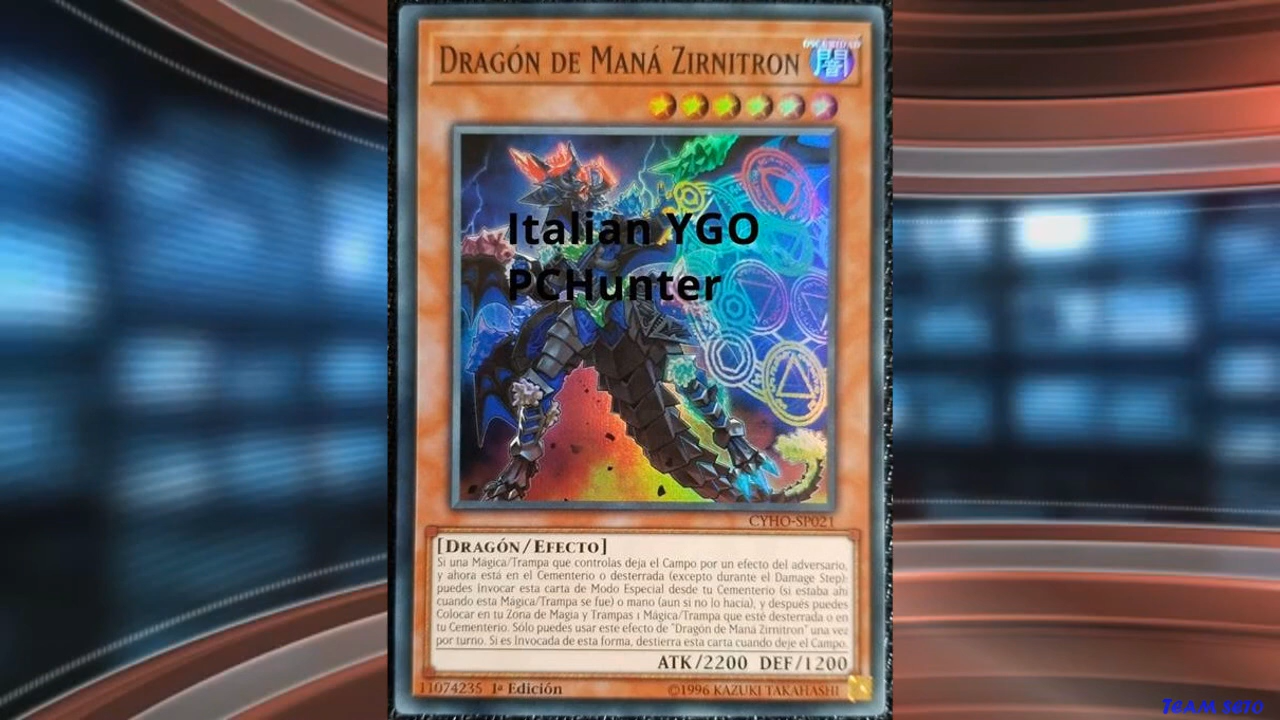 DRAGÓN DE MANÁ ZIRNITRON
OSCURIDAD
闇
Italian YGO
PCHunter
CYHO-SP021
[DRAGÓN/EFECTO]
Si una Mágica/Trampa que controlas deja el Campo por un efecto del adversario,
y ahora está en el Cementerio o desterrada (excepto durante el Damage Step):
puedes Invocar esta carta de Modo Especial desde tu Cementerio (si estaba ahí
cuando esta Mágica/Trampa se fue) o mano (aun si no lo hacía), y después puedes
Colocar en tu Zona de Magia y Trampas 1 Mágica/Trampa que esté desterrada o en
tu Cementerio. Sólo puedes usar este efecto de "Dragón de Maná Zirnitron" una vez
por turno. Si es Invocada de esta forma, destierra esta carta cuando deje el Campo.
ATK/2200 DEF/1200
11074235 1ª Edición ©1996 KAZUKI TAKAHASHI
TEAM SETO